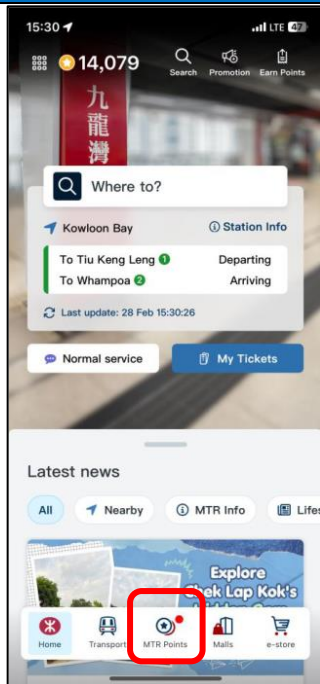 15:30
LTE 47
14,079
Search
Promotion
Earn Points
九
龍
灣
Where to?
Kowloon Bay
Station Info
To Tiu Keng Leng 1 Departing
To Whampoa 2 Arriving
Last update: 28 Feb 15:30:26
Normal service
My Tickets
Latest news
All
Nearby
MTR Info
Lifes
Explore
Chek Lap Kok's
Home
Transport
MTR Points
Malls
e-store